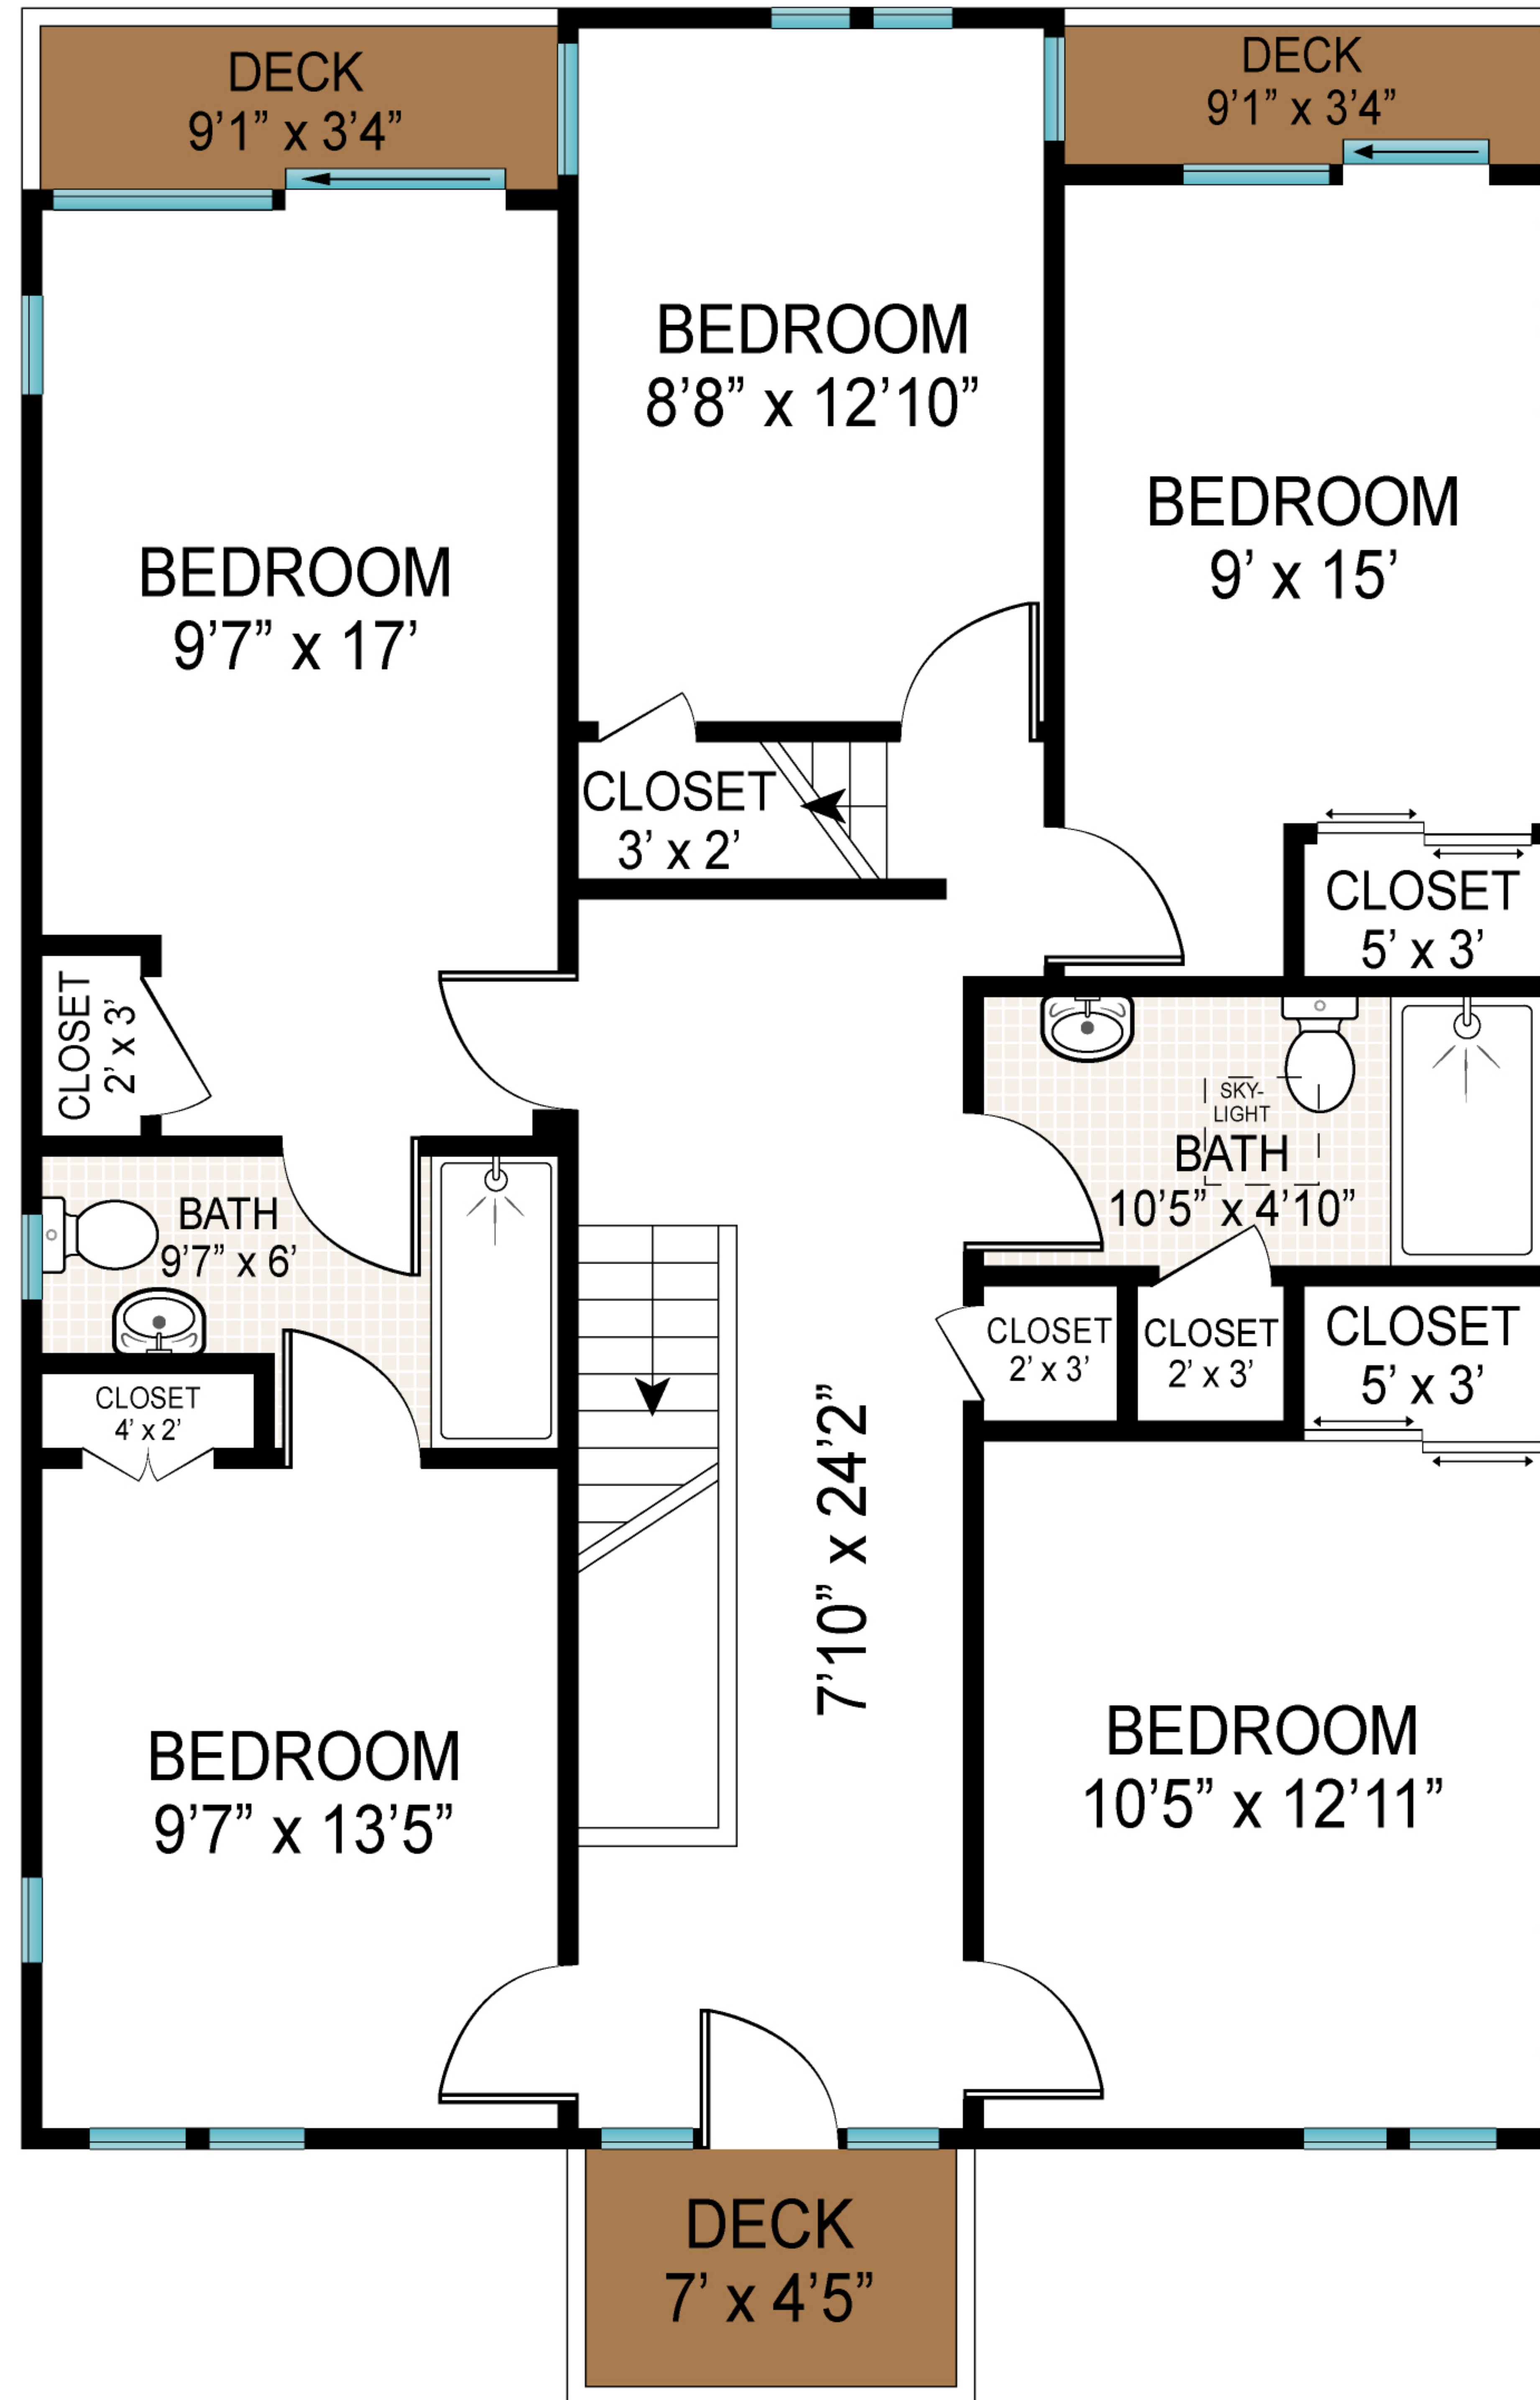 DECK
9’1” x 3’4”
DECK
9’1” x 3’4”
BEDROOM
8’8” x 12’10”
BEDROOM
9’ x 15’
BEDROOM
9’7” x 17’
CLOSET
3’ x 2’
CLOSET
5’ x 3’
CLOSET
2’ x 3’
SKY-
LIGHT
BATH
10’5” x 4’10”
BATH
9’7” x 6’
CLOSET
2’ x 3’
CLOSET
2’ x 3’
CLOSET
5’ x 3’
CLOSET
4’ x 2’
7’10” x 24’2”
BEDROOM
9’7” x 13’5”
BEDROOM
10’5” x 12’11”
DECK
7’ x 4’5”